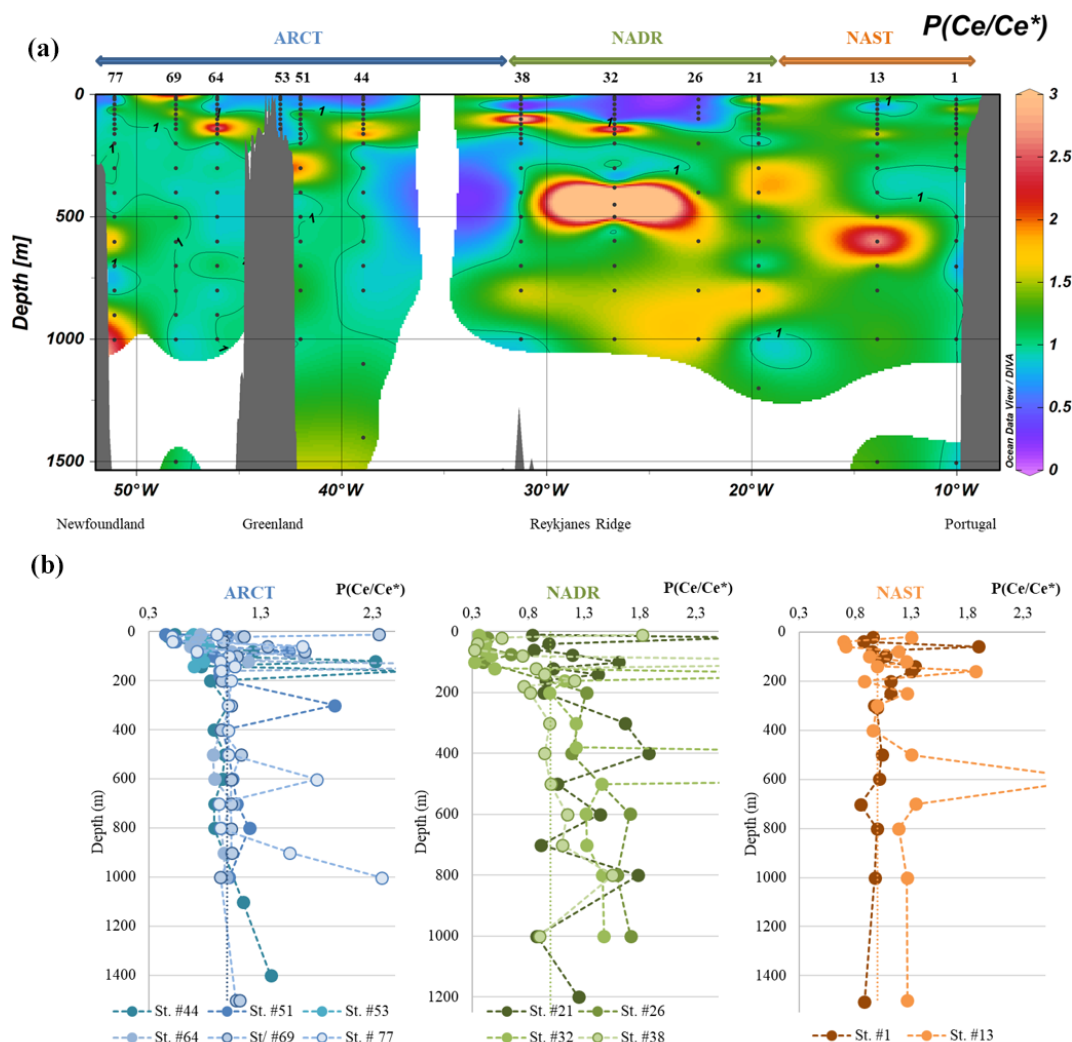 (a)
ARCT NADR NAST P(Ce/Ce*)
77 69 64 53 51 44 38 32 26 21 13 1
0
500
1000
1500
Depth [m]
1 1 1 1 1 1 1 1 1 1 1
3
2.5
2
1.5
1
0.5
0
Ocean Data View / DIVA
50°W 40°W 30°W 20°W 10°W
Newfoundland Greenland Reykjanes Ridge Portugal
(b)
ARCT P(Ce/Ce*)
0.3 1.3 2.3
0
200
400
600
800
1000
1200
1400
Depth (m)
St. #44 St. #51 St. #53
St. #64 St/ #69 St. # 77
NADR P(Ce/Ce*)
0.3 0.8 1.3 1.8 2.3
0
200
400
600
800
1000
1200
Depth (m)
St. #21 St. #26
St. #32 St. #38
NAST P(Ce/Ce*)
0.3 0.8 1.3 1.8 2.3
0
200
400
600
800
1000
1200
1400
Depth (m)
St. #1 St. #13